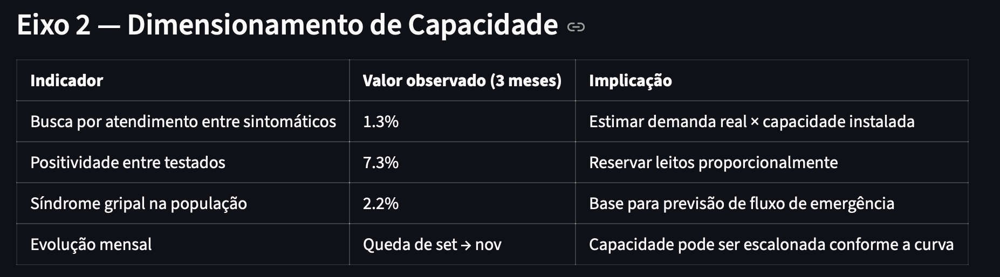 Eixo 2 — Dimensionamento de Capacidade
Indicador Valor observado (3 meses) Implicação
Busca por atendimento entre sintomáticos 1.3% Estimar demanda real × capacidade instalada
Positividade entre testados 7.3% Reservar leitos proporcionalmente
Síndrome gripal na população 2.2% Base para previsão de fluxo de emergência
Evolução mensal Queda de set → nov Capacidade pode ser escalonada conforme a curva